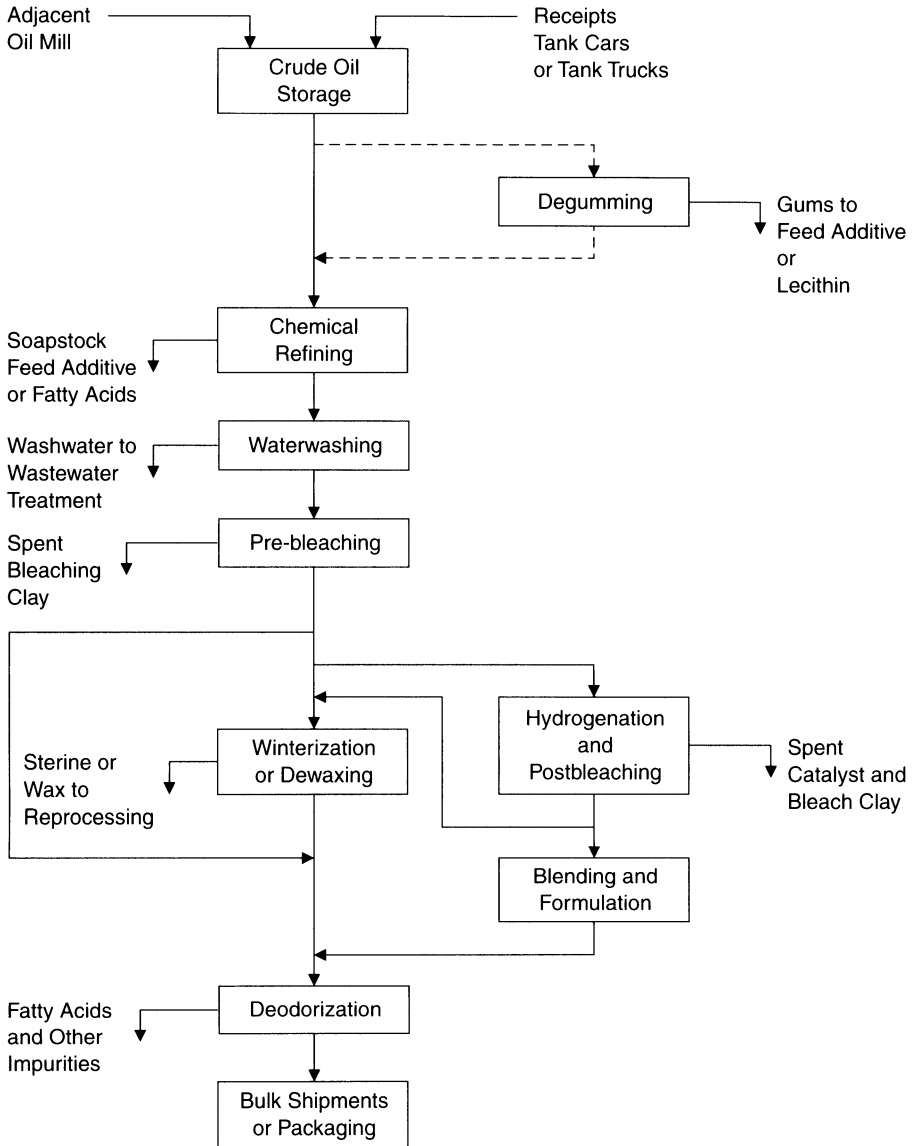 Adjacent
Oil Mill
Receipts
Tank Cars
or Tank Trucks
Crude Oil
Storage
Degumming
Gums to
Feed Additive
or
Lecithin
Chemical
Refining
Soapstock
Feed Additive
or Fatty Acids
Waterwashing
Washwater to
Wastewater
Treatment
Pre-bleaching
Spent
Bleaching
Clay
Hydrogenation
and
Postbleaching
Winterization
or Dewaxing
Sterine or
Wax to
Reprocessing
Spent
Catalyst and
Bleach Clay
Blending and
Formulation
Deodorization
Fatty Acids
and Other
Impurities
Bulk Shipments
or Packaging